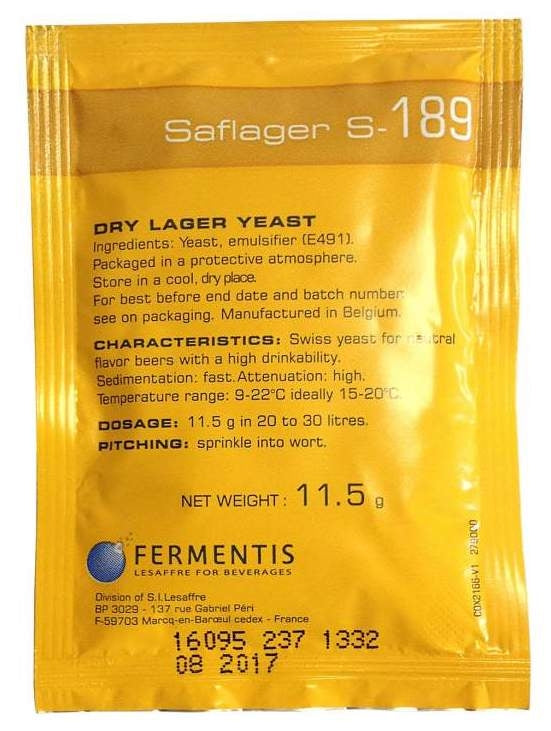 Saflager S-189
DRY LAGER YEAST
Ingredients: Yeast, emulsifier (E491).
Packaged in a protective atmosphere.
Store in a cool, dry place.
For best before end date and batch number
see on packaging. Manufactured in Belgium.
CHARACTERISTICS: Swiss yeast for neutral
flavor beers with a high drinkability.
Sedimentation: fast. Attenuation: high.
Temperature range: 9-22°C ideally 15-20°C.
DOSAGE: 11.5 g in 20 to 30 litres.
PITCHING: sprinkle into wort.
NET WEIGHT: 11.5 g
FERMENTIS
LESAFFRE FOR BEVERAGES
Division of S.I.Lesaffre
BP 3029 - 137 rue Gabriel Péri
F-59703 Marcq-en-Barœul cedex - France
16095 237 1332
08 2017